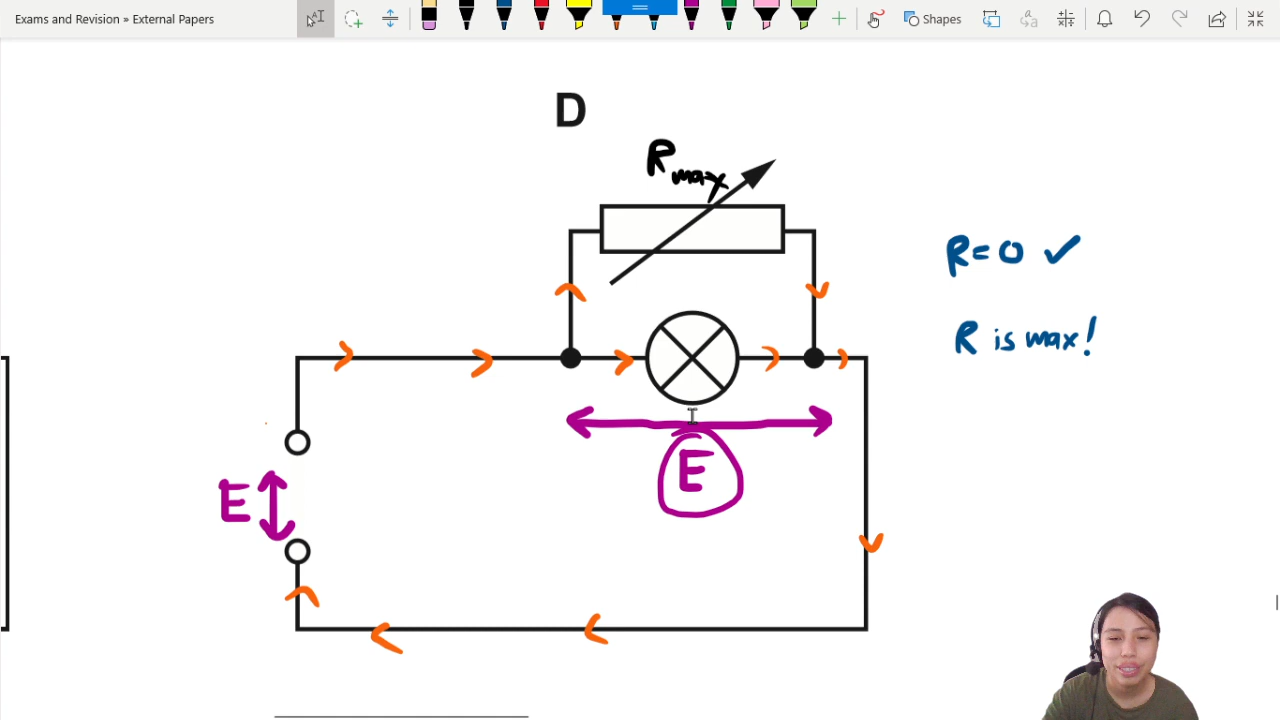 Exams and Revision » External Papers
Shapes
D
Rmax
R=0 ✓
R is max!
E
E